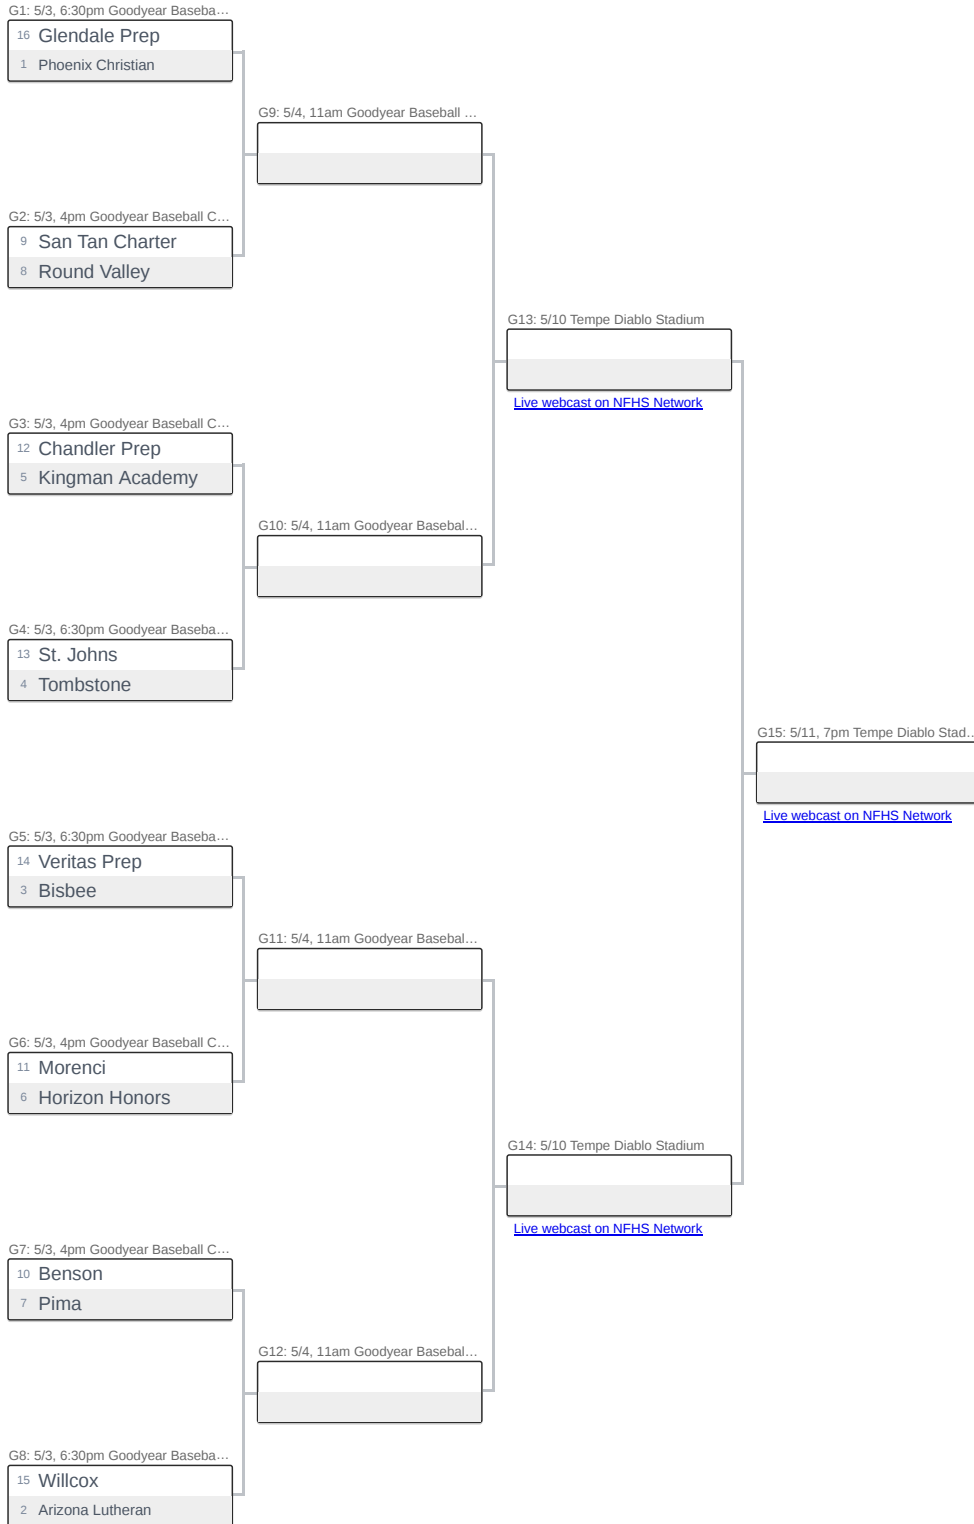 G1: 5/3, 6:30pm Goodyear Baseba…
16 Glendale Prep
1 Phoenix Christian
G9: 5/4, 11am Goodyear Baseball …
G2: 5/3, 4pm Goodyear Baseball C…
9 San Tan Charter
8 Round Valley
G13: 5/10 Tempe Diablo Stadium
Live webcast on NFHS Network
G3: 5/3, 4pm Goodyear Baseball C…
12 Chandler Prep
5 Kingman Academy
G10: 5/4, 11am Goodyear Basebal…
G4: 5/3, 6:30pm Goodyear Baseba…
13 St. Johns
4 Tombstone
G15: 5/11, 7pm Tempe Diablo Stad…
Live webcast on NFHS Network
G5: 5/3, 6:30pm Goodyear Baseba…
14 Veritas Prep
3 Bisbee
G11: 5/4, 11am Goodyear Basebal…
G6: 5/3, 4pm Goodyear Baseball C…
11 Morenci
6 Horizon Honors
G14: 5/10 Tempe Diablo Stadium
Live webcast on NFHS Network
G7: 5/3, 4pm Goodyear Baseball C…
10 Benson
7 Pima
G12: 5/4, 11am Goodyear Basebal…
G8: 5/3, 6:30pm Goodyear Baseba…
15 Willcox
2 Arizona Lutheran